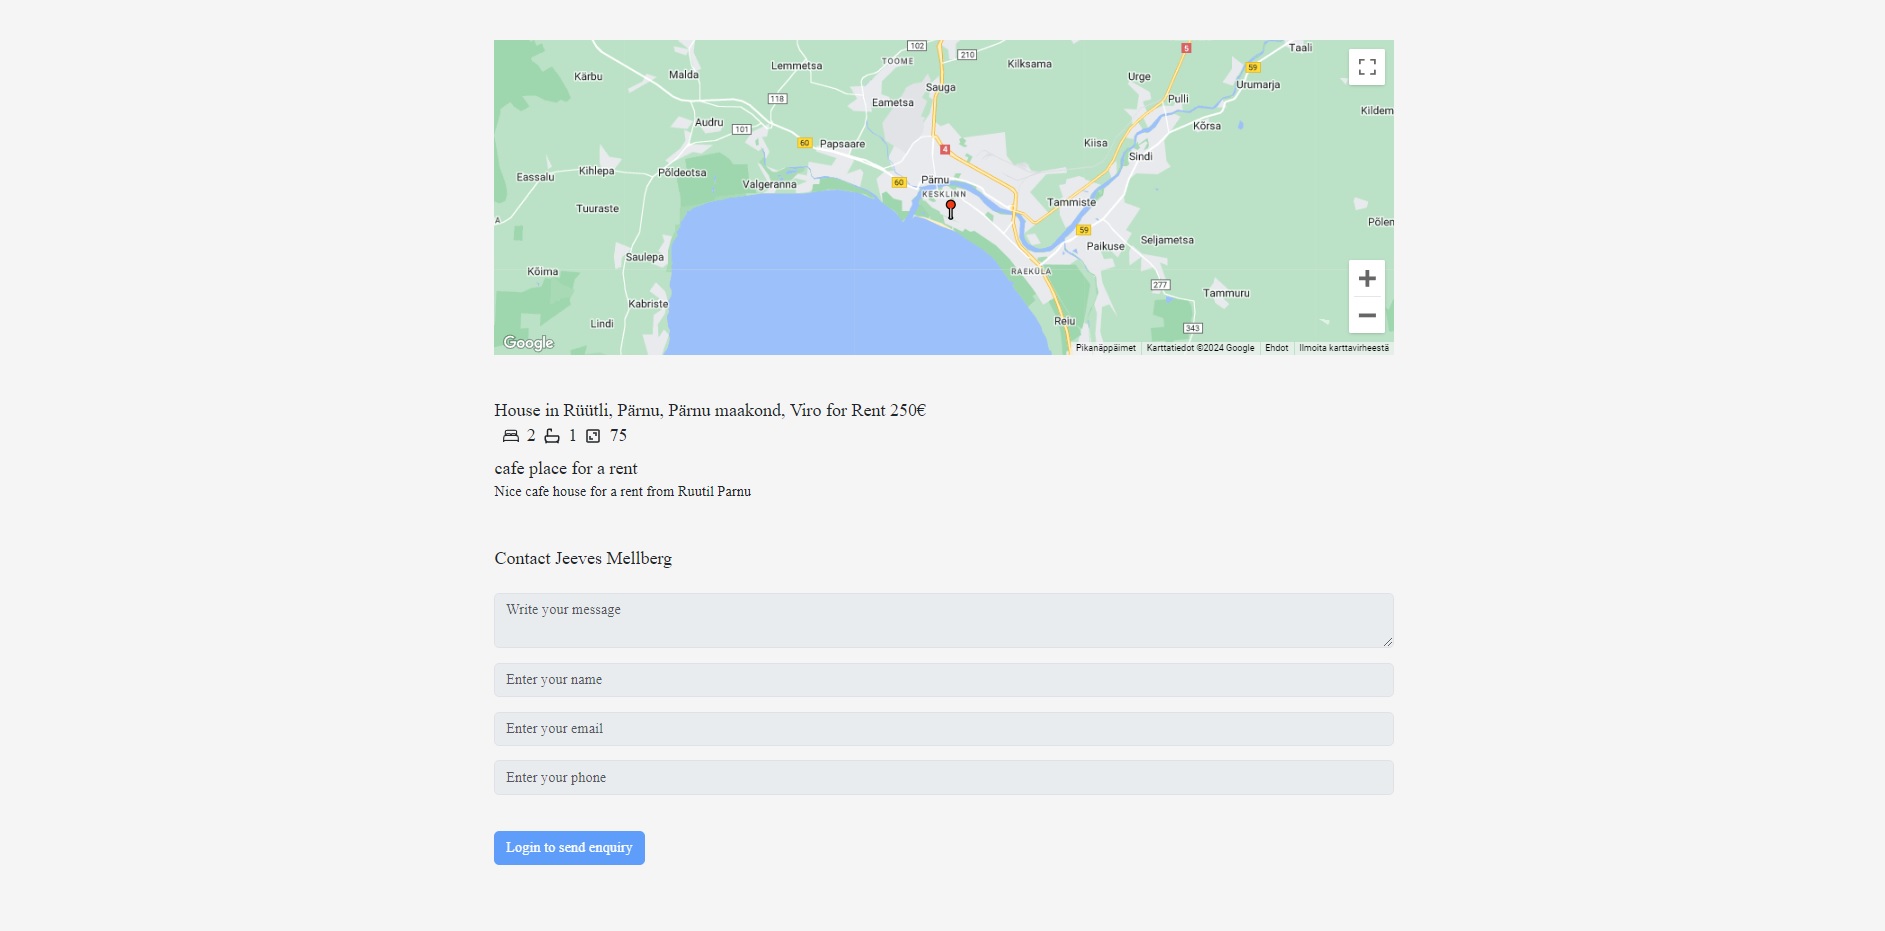 102
210
5
Taali
TOOME
Kilksama
Lemmetsa
59
Kärbu
Malda
Urge
Urumarja
Sauga
118
Eametsa
Pulli
Kildem
Audru
101
Kõrsa
60
Papsaare
4
Kiisa
Sindi
Eassalu
Kihlepa
Põldeotsa
Valgeranna
60
Pärnu
KESKLINN
Tuuraste
Tammiste
A
Põlen
59
Paikuse
Seljametsa
Saulepa
Kõima
RAEKÜLA
277
Tammuru
Kabriste
Lindi
Reiu
343
Google
Pikanäppäimet Karttatiedot ©2024 Google Ehdot Ilmoita karttavirheestä
House in Rüütli, Pärnu, Pärnu maakond, Viro for Rent 250€
2 1 75
cafe place for a rent
Nice cafe house for a rent from Ruutil Parnu
Contact Jeeves Mellberg
Write your message
Enter your name
Enter your email
Enter your phone
Login to send enquiry